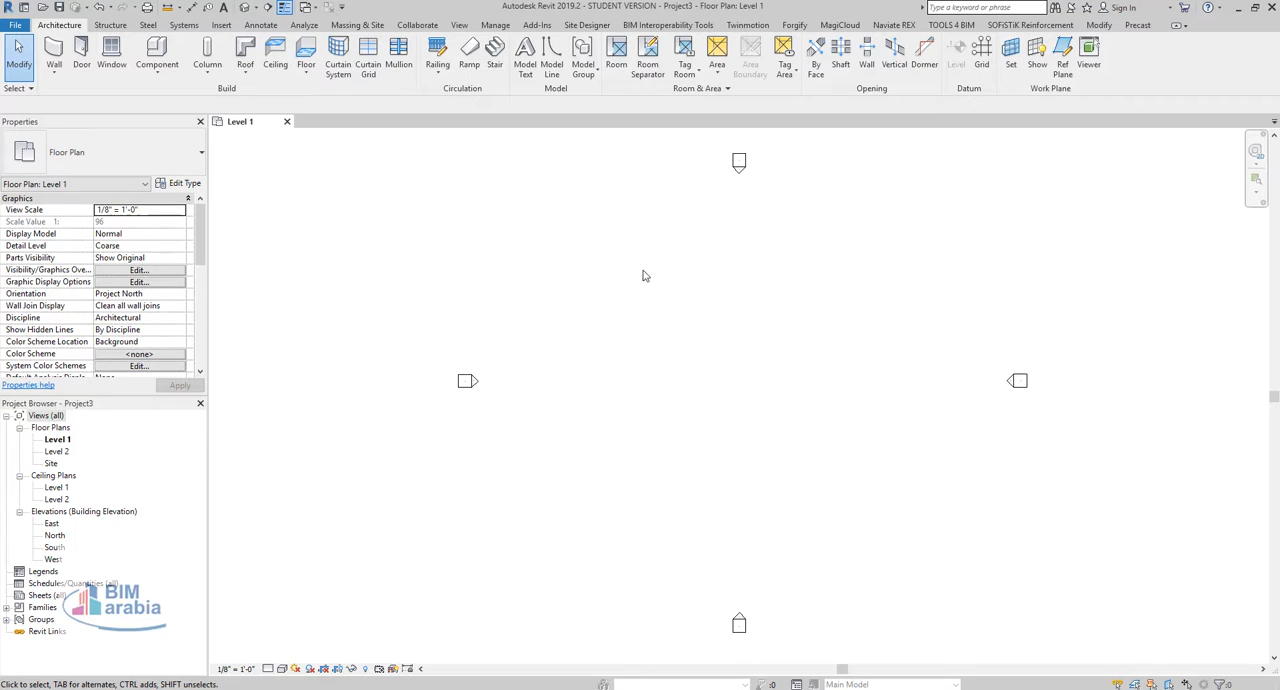 Autodesk Revit 2019.2 - STUDENT VERSION - Project3 - Floor Plan: Level 1
Type a keyword or phrase
Sign In
File Architecture Structure Steel Systems Insert Annotate Analyze Massing & Site Collaborate View Manage Add-Ins Site Designer BIM Interoperability Tools Twinmotion Forgify MagiCloud Naviate REX TOOLS 4 BIM SOFiSTiK Reinforcement Modify Precast
Modify Wall Door Window Component Column Roof Ceiling Floor Curtain System Curtain Grid Mullion Railing Ramp Stair Model Text Model Line Model Group Room Room Separator Tag Room Area Area Boundary Tag Area By Face Shaft Wall Vertical Dormer Level Grid Set Show Ref Plane Viewer
Select Build Circulation Model Room & Area Opening Datum Work Plane
Properties
Level 1
Floor Plan
Floor Plan: Level 1 Edit Type
Graphics
View Scale 1/8" = 1'-0"
Scale Value 1: 96
Display Model Normal
Detail Level Coarse
Parts Visibility Show Original
Visibility/Graphics Ove... Edit...
Graphic Display Options Edit...
Orientation Project North
Wall Join Display Clean all wall joins
Discipline Architectural
Show Hidden Lines By Discipline
Color Scheme Location Background
Color Scheme <none>
System Color Schemes Edit...
Properties help Apply
Project Browser - Project3
Views (all)
Floor Plans
Level 1
Level 2
Site
Ceiling Plans
Level 1
Level 2
Elevations (Building Elevation)
East
North
South
West
Legends
Schedules/Quantities (all)
Sheets (all)
Families
Groups
Revit Links
BIM
arabia
1/8" = 1'-0"
Click to select, TAB for alternates, CTRL adds, SHIFT unselects.
:0
Main Model
:0